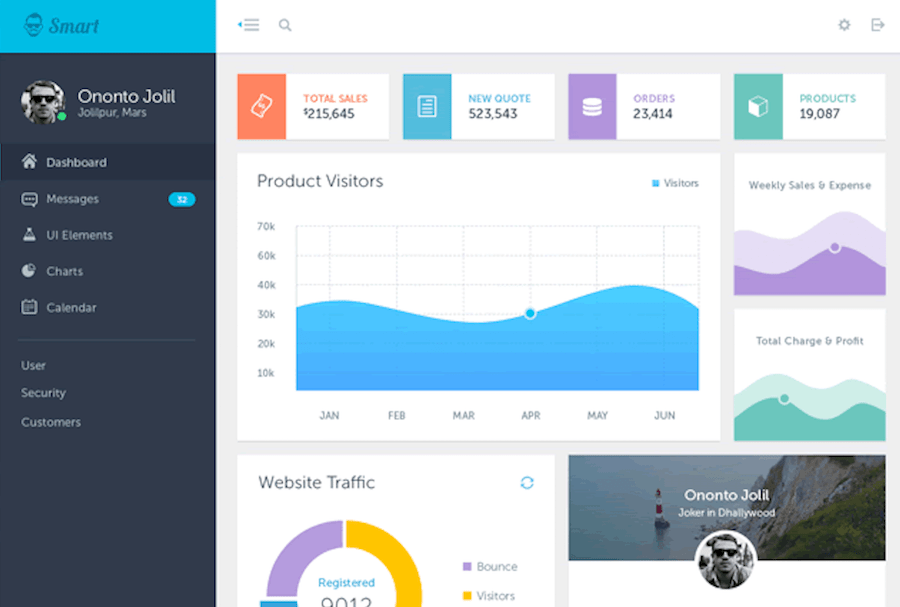 Smart
Ononto Jolil
Jolilpur, Mars
Dashboard
Messages
32
UI Elements
Charts
Calendar
User
Security
Customers
TOTAL SALES
$215,645
NEW QUOTE
523,543
ORDERS
23,414
PRODUCTS
19,087
Product Visitors
Visitors
70k
60k
40k
30k
20k
10k
JAN FEB MAR APR MAY JUN
Weekly Sales & Expense
Total Charge & Profit
Website Traffic
Registered
9012
Bounce
Visitors
Ononto Jolil
Joker in Dhallywood